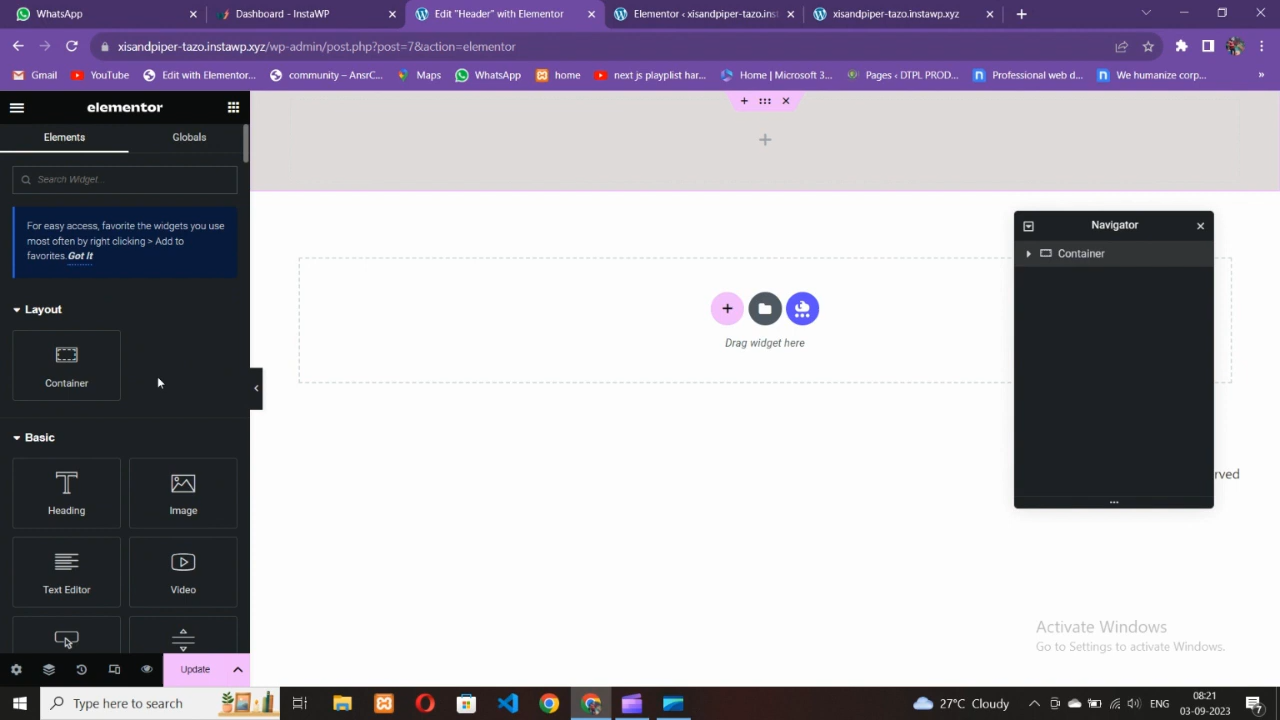 WhatsApp
Dashboard - InstaWP
Edit "Header" with Elementor
Elementor ‹ xisandpiper-tazo.inst
xisandpiper-tazo.instawp.xyz
xisandpiper-tazo.instawp.xyz/wp-admin/post.php?post=7&action=elementor
Gmail
YouTube
Edit with Elementor...
community – AnsrC...
Maps
WhatsApp
home
next js playplist har...
Home | Microsoft 3...
Pages ‹ DTPL PROD...
Professional web d...
We humanize corp...
»
elementor
Elements
Globals
Search Widget...
For easy access, favorite the widgets you use
most often by right clicking > Add to
favorites.Got It
Layout
Container
Basic
Heading
Image
Text Editor
Video
Update
Drag widget here
Navigator
Container
rved
Activate Windows
Go to Settings to activate Windows.
Type here to search
27°C Cloudy
ENG
08:21
03-09-2023
7